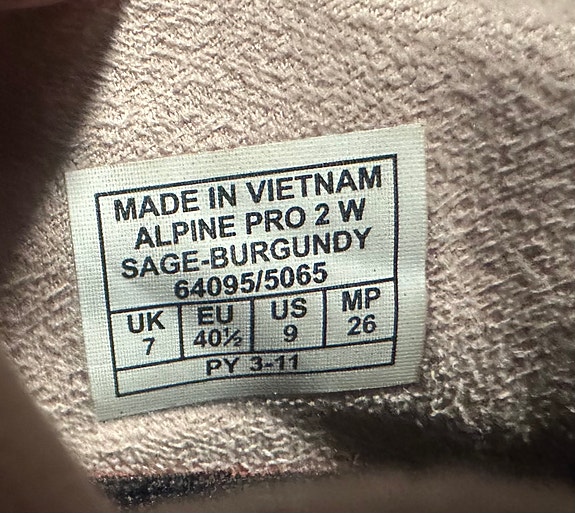 MADE IN VIETNAM
ALPINE PRO 2 W
SAGE-BURGUNDY
64095/5065
UK EU US MP
7 40½ 9 26
PY 3-11